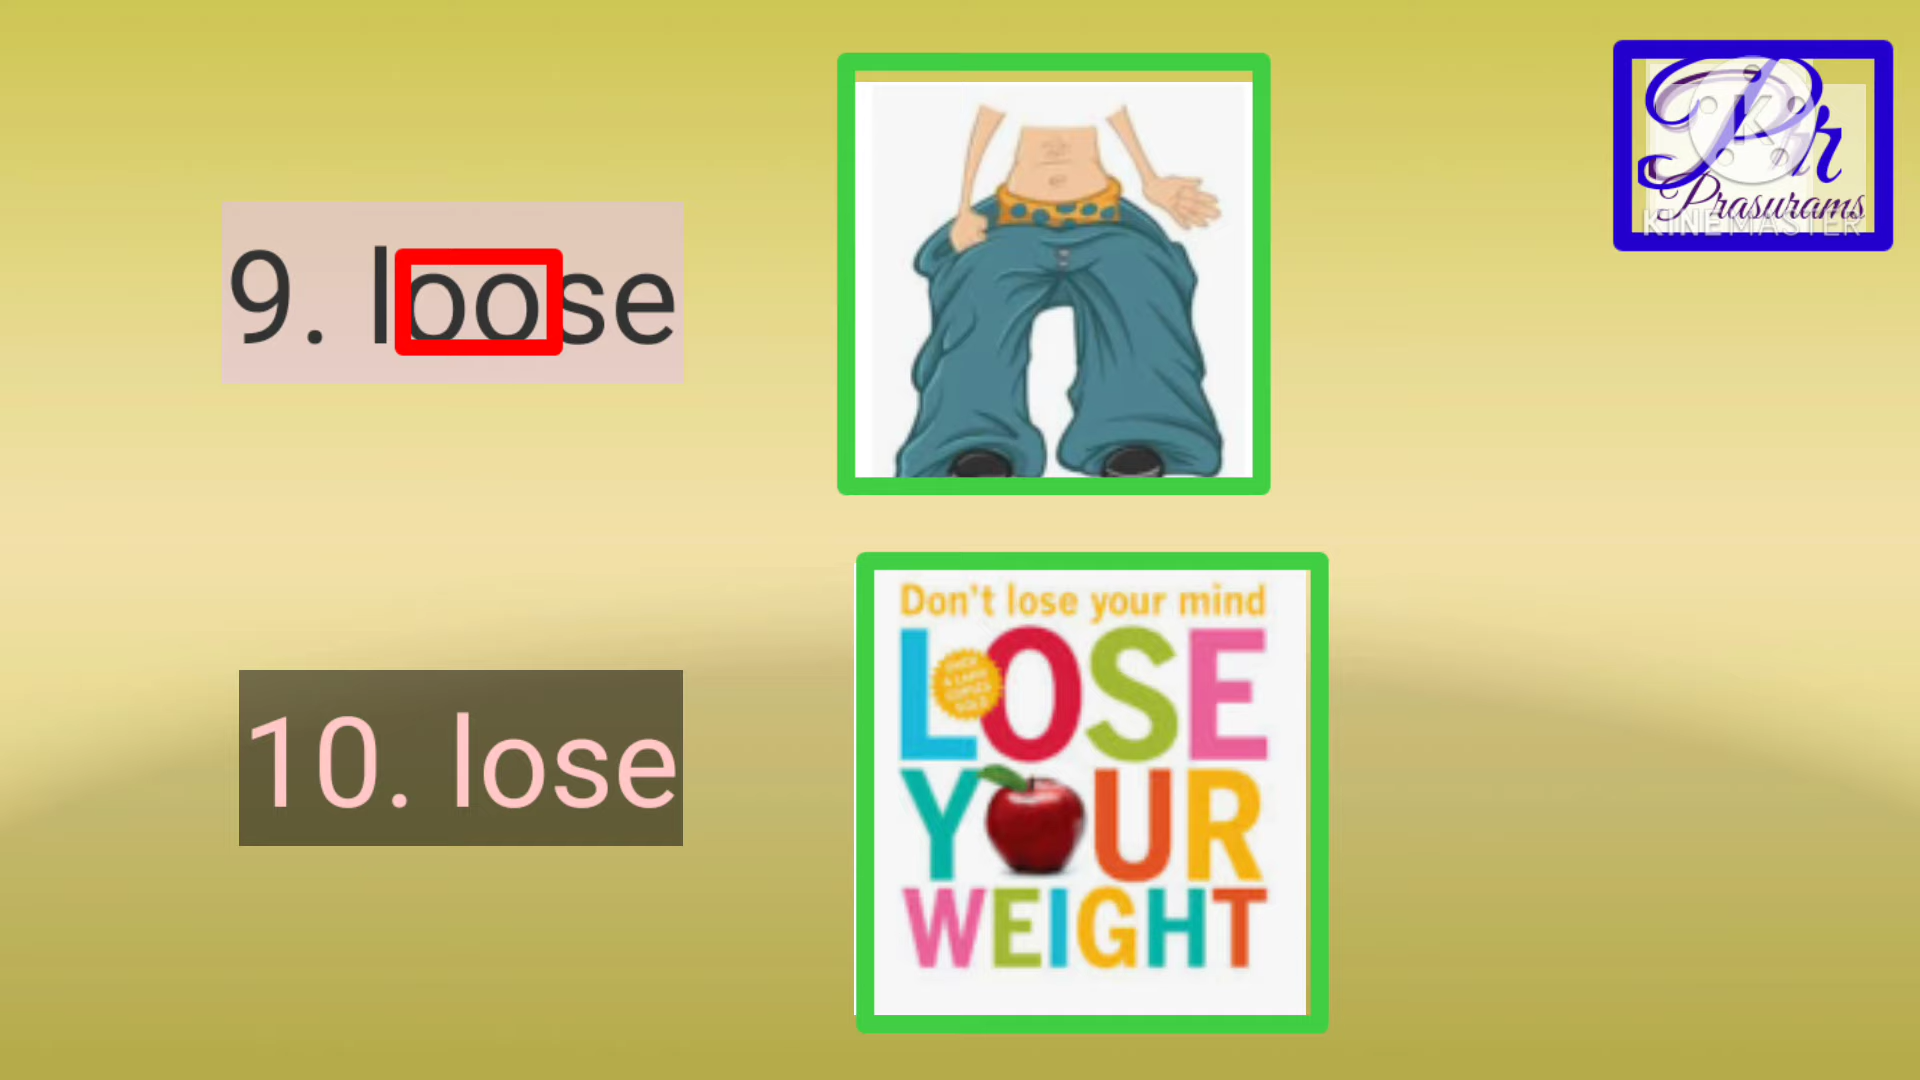 9. loose
Prasurams
KINEMASTER
10. lose
Don't lose your mind
LOSE
YOUR
WEIGHT